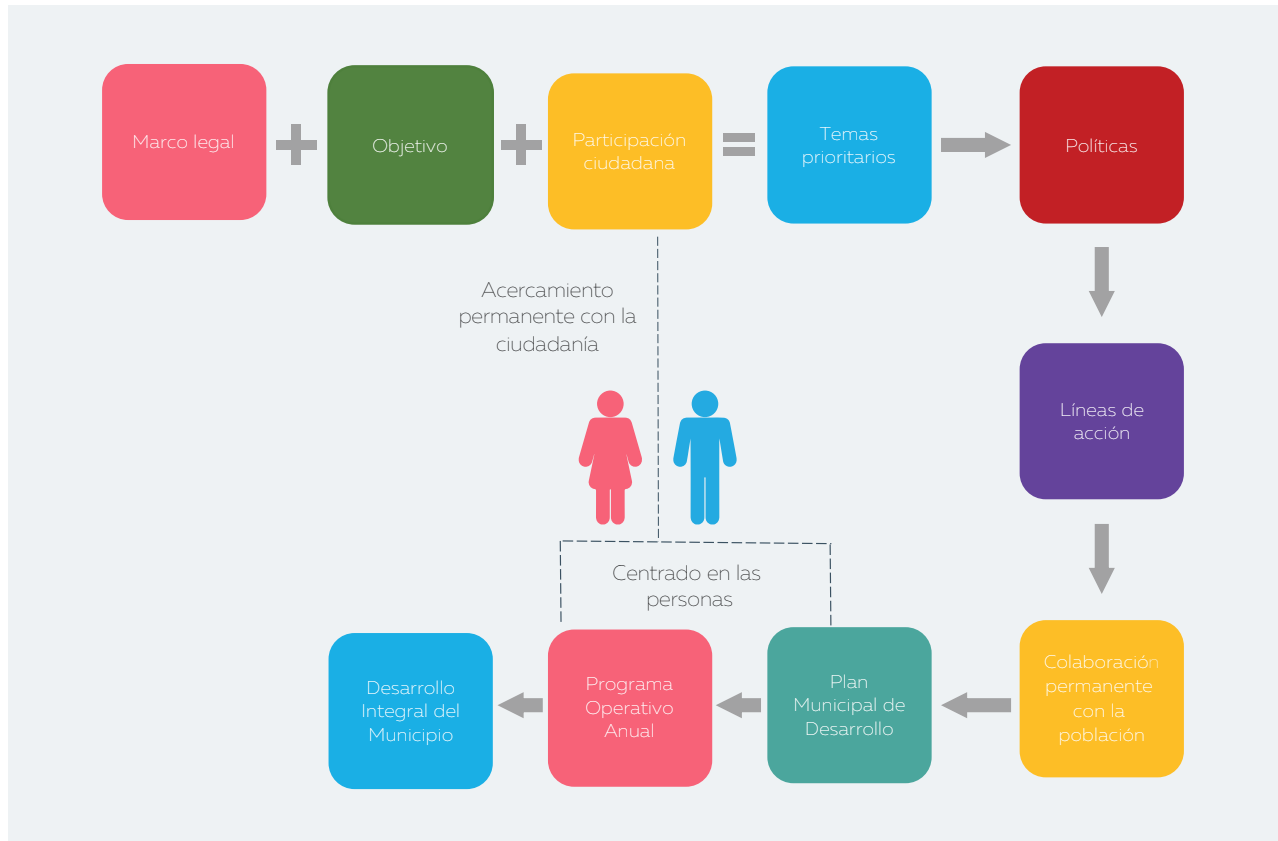 Marco legal
Objetivo
Participación
ciudadana
Temas
prioritarios
Políticas
Acercamiento
permanente con la
ciudadanía
Líneas de
acción
Centrado en las
personas
Desarrollo
Integral del
Municipio
Programa
Operativo
Anual
Plan
Municipal de
Desarrollo
Colaboración
permanente
con la
población